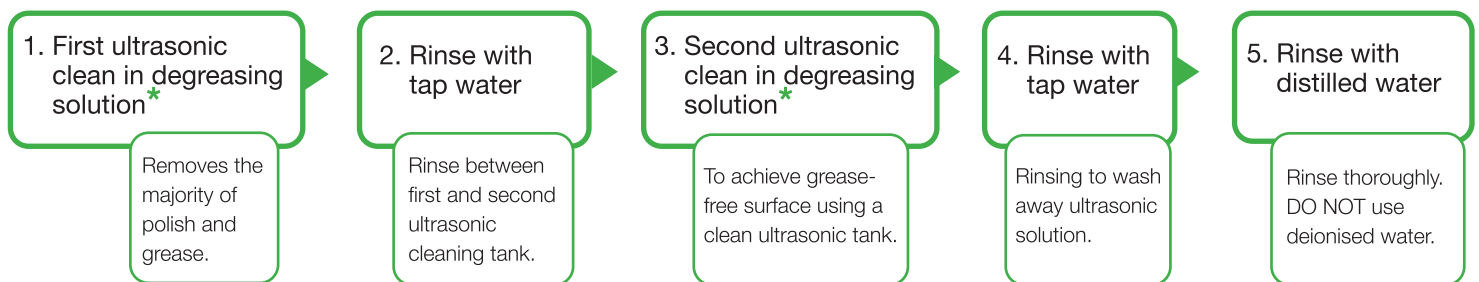 1. First ultrasonic
clean in degreasing
solution*
Removes the
majority of
polish and
grease.
2. Rinse with
tap water
Rinse between
first and second
ultrasonic
cleaning tank.
3. Second ultrasonic
clean in degreasing
solution*
To achieve grease-
free surface using a
clean ultrasonic tank.
4. Rinse with
tap water
Rinsing to wash
away ultrasonic
solution.
5. Rinse with
distilled water
Rinse thoroughly.
DO NOT use
deionised water.